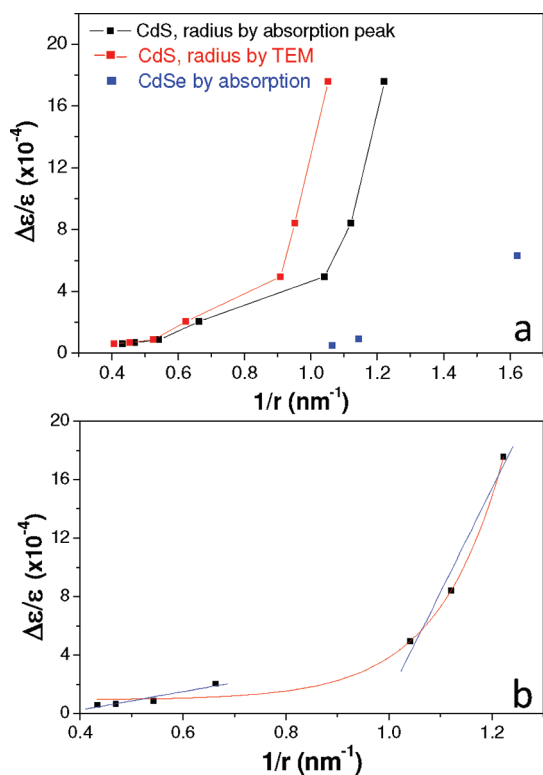 20
16
12
8
4
0
Δε/ε (x10⁻⁴)
CdS, radius by absorption peak
CdS, radius by TEM
CdSe by absorption
a
0.4 0.6 0.8 1.0 1.2 1.4 1.6
1/r (nm⁻¹)
20
16
12
8
4
0
Δε/ε (x10⁻⁴)
b
0.4 0.6 0.8 1.0 1.2
1/r (nm⁻¹)